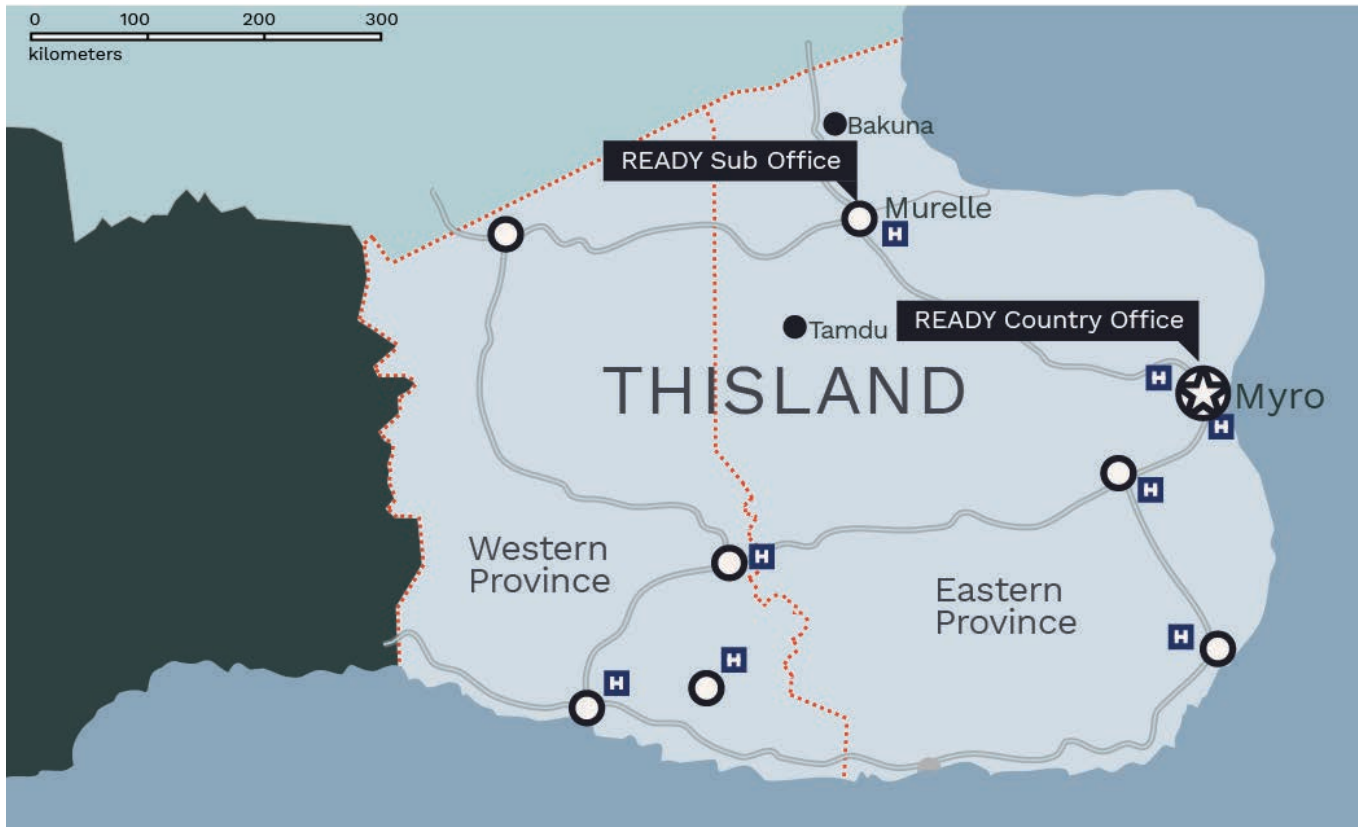 0 100 200 300
kilometers
Bakuna
READY Sub Office
Murelle
H
READY Country Office
Tamdu
H
THISLAND
Myro
H
H
Western
Province
H
Eastern
Province
H
H
H